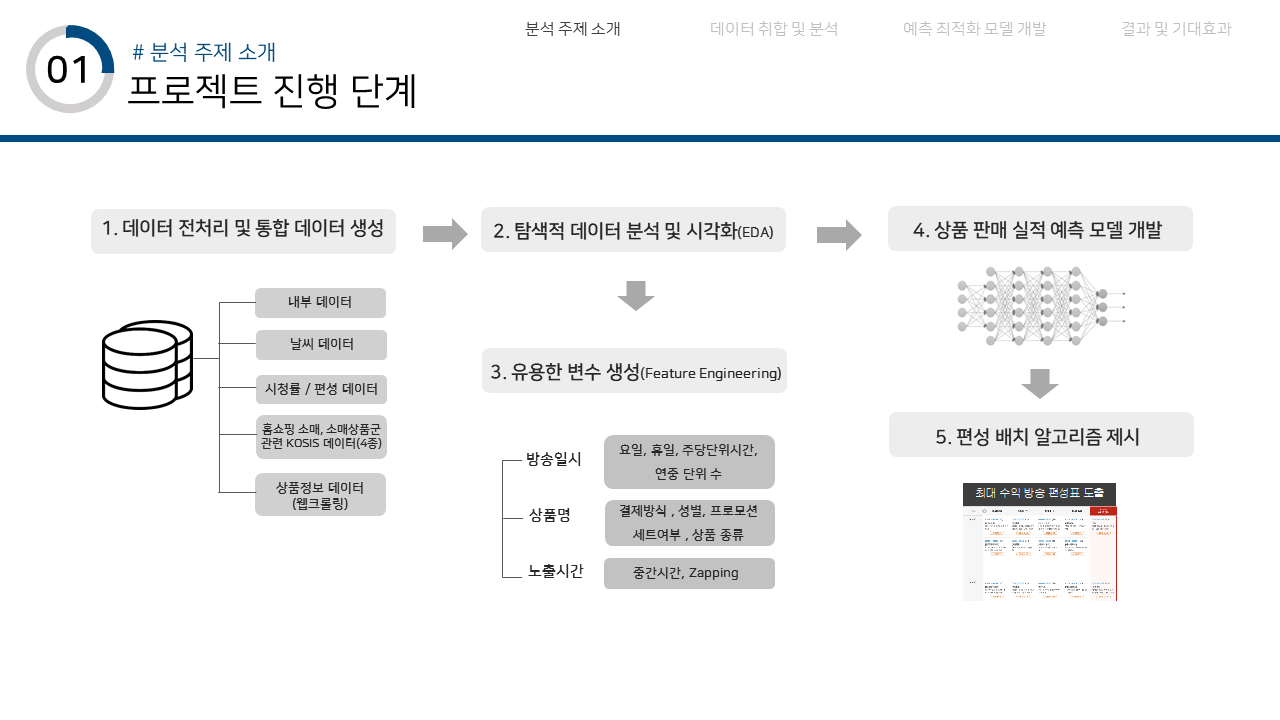 분석 주제 소개
데이터 취합 및 분석
예측 최적화 모델 개발
결과 및 기대효과
01
# 분석 주제 소개
프로젝트 진행 단계
1. 데이터 전처리 및 통합 데이터 생성
내부 데이터
날씨 데이터
시청률 / 편성 데이터
홈쇼핑 소매, 소매상품군
관련 KOSIS 데이터(4종)
상품정보 데이터
(웹크롤링)
2. 탐색적 데이터 분석 및 시각화(EDA)
3. 유용한 변수 생성(Feature Engineering)
방송일시
요일, 휴일, 주당단위시간,
연중 단위 수
상품명
결제방식 , 성별, 프로모션
세트여부 , 상품 종류
노출시간
중간시간, Zapping
4. 상품 판매 실적 예측 모델 개발
5. 편성 배치 알고리즘 제시
최대 수익 방송 편성표 도출